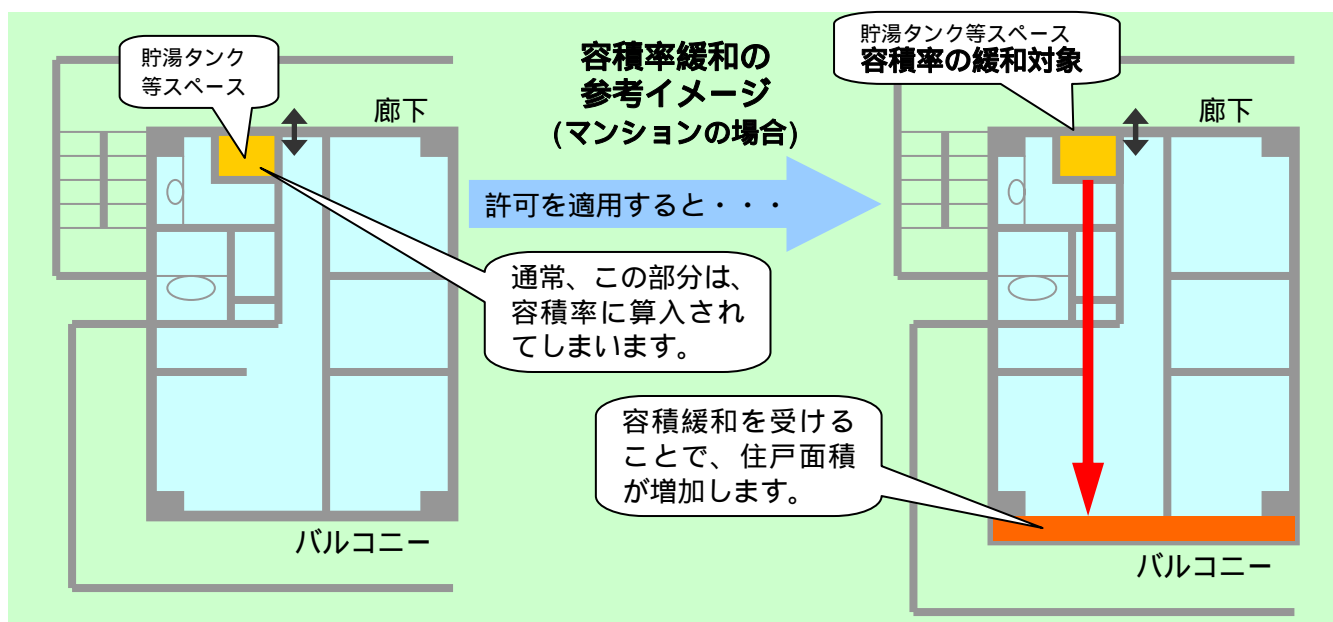 貯湯タンク
等スペース
廊下
容積率緩和の
参考イメージ
(マンションの場合)
許可を適用すると・・・
通常、この部分は、
容積率に算入され
てしまいます。
バルコニー
貯湯タンク等スペース
容積率の緩和対象
廊下
容積緩和を受ける
ことで、住戸面積
が増加します。
バルコニー